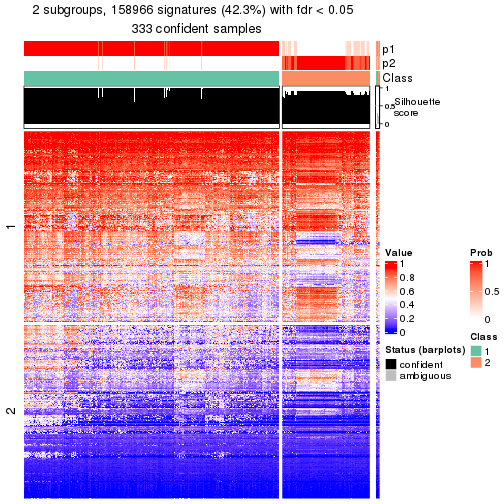 2 subgroups, 158966 signatures (42.3%) with fdr < 0.05
333 confident samples
p1
p2
Class
1
0.5
0
Silhouette
score
1
2
Value
1
0.8
0.6
0.4
0.2
0
Prob
1
0.5
0
Status (barplots)
confident
ambiguous
Class
1
2